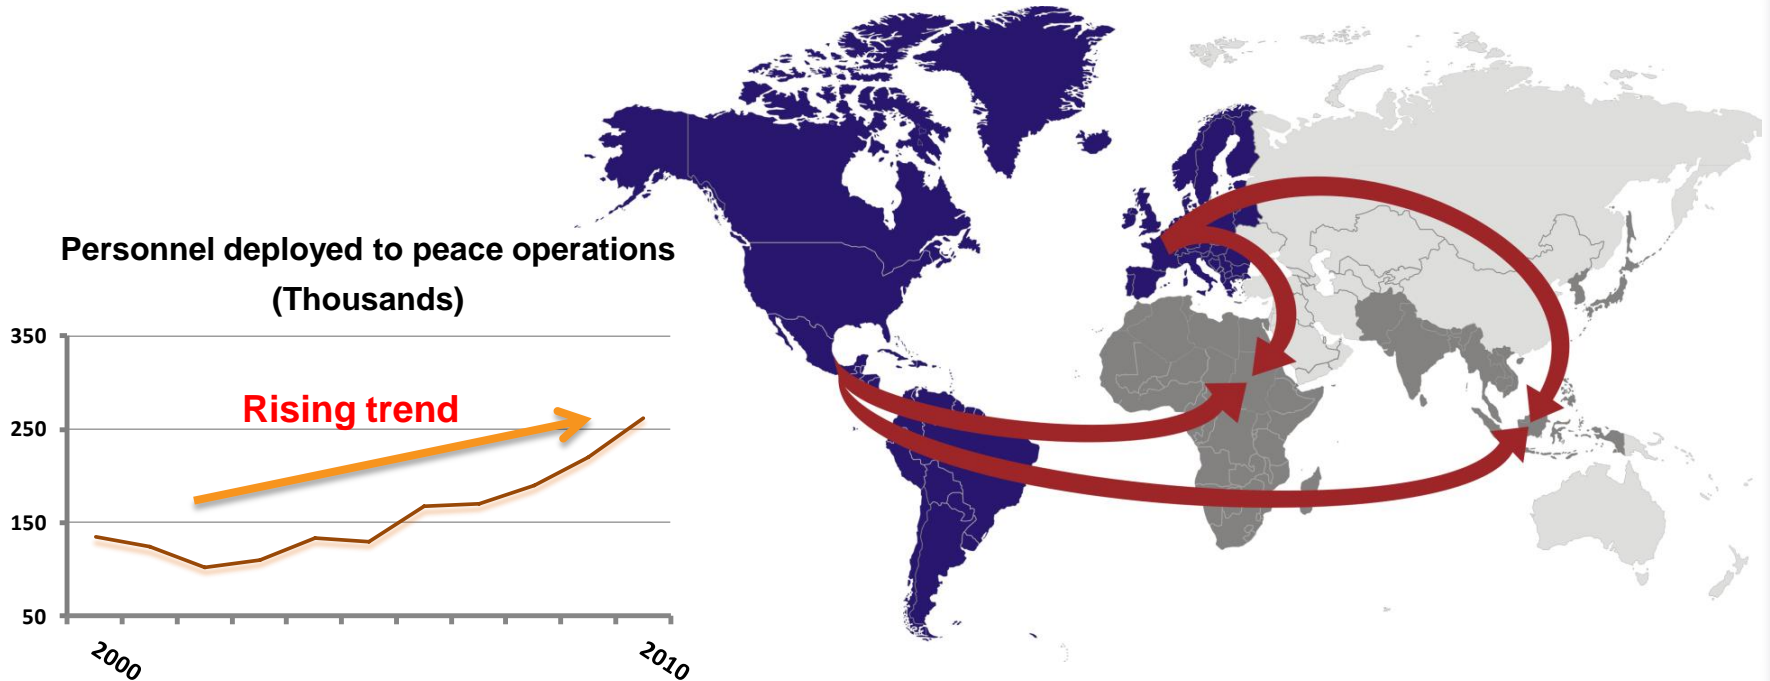 Personnel deployed to peace operations
(Thousands)
350
Rising trend
250
150
50
2000
2010